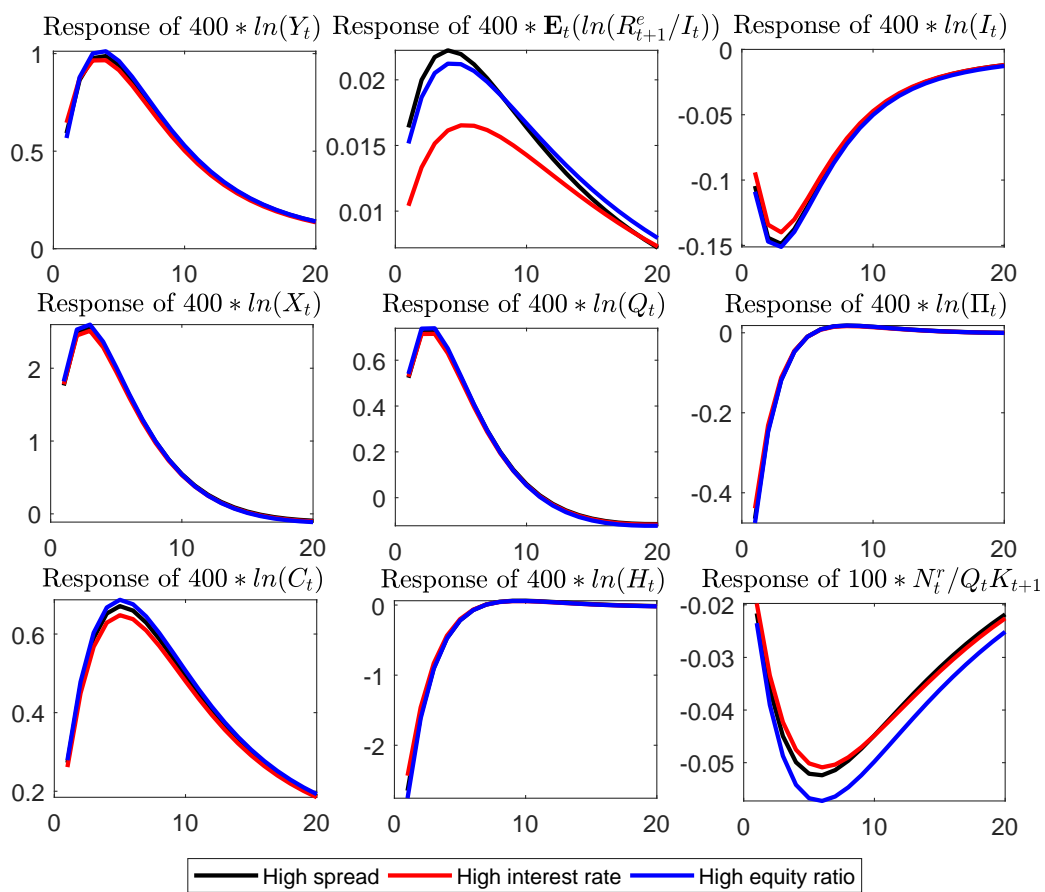 Response of 400 ∗ ln(Y_t)
Response of 400 ∗ E_t(ln(R^e_{t+1}/I_t))
Response of 400 ∗ ln(I_t)
1
0.5
0
0 10 20
0.02
0.015
0.01
0 10 20
0
-0.05
-0.1
-0.15
0 10 20
Response of 400 ∗ ln(X_t)
Response of 400 ∗ ln(Q_t)
Response of 400 ∗ ln(Π_t)
2
1
0
0 10 20
0.6
0.4
0.2
0
0 10 20
0
-0.2
-0.4
0 10 20
Response of 400 ∗ ln(C_t)
Response of 400 ∗ ln(H_t)
Response of 100 ∗ N^r_t/Q_tK_{t+1}
0.6
0.4
0.2
0 10 20
0
-1
-2
0 10 20
-0.02
-0.03
-0.04
-0.05
0 10 20
High spread High interest rate High equity ratio